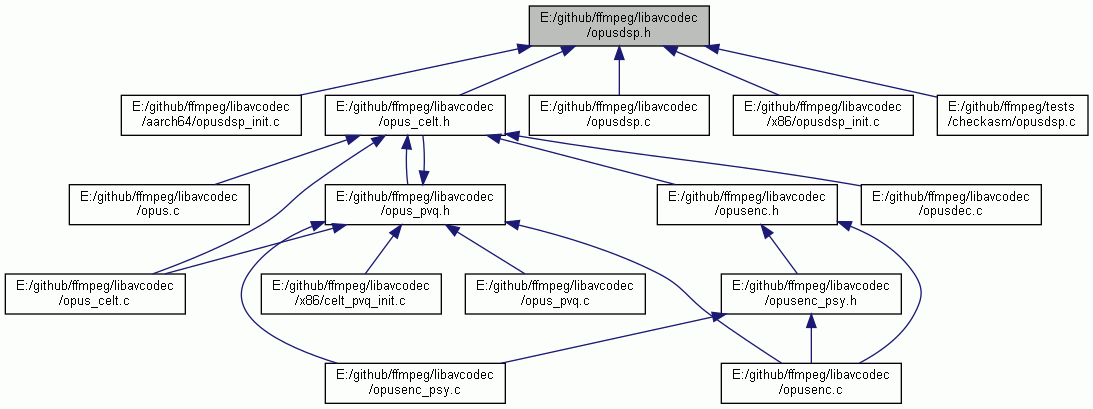 E:/github/ffmpeg/libavcodec
/opusdsp.h
E:/github/ffmpeg/libavcodec
/aarch64/opusdsp_init.c
E:/github/ffmpeg/libavcodec
/opus_celt.h
E:/github/ffmpeg/libavcodec
/opusdsp.c
E:/github/ffmpeg/libavcodec
/x86/opusdsp_init.c
E:/github/ffmpeg/tests
/checkasm/opusdsp.c
E:/github/ffmpeg/libavcodec
/opus.c
E:/github/ffmpeg/libavcodec
/opus_pvq.h
E:/github/ffmpeg/libavcodec
/opusenc.h
E:/github/ffmpeg/libavcodec
/opusdec.c
E:/github/ffmpeg/libavcodec
/opus_celt.c
E:/github/ffmpeg/libavcodec
/x86/celt_pvq_init.c
E:/github/ffmpeg/libavcodec
/opus_pvq.c
E:/github/ffmpeg/libavcodec
/opusenc_psy.h
E:/github/ffmpeg/libavcodec
/opusenc_psy.c
E:/github/ffmpeg/libavcodec
/opusenc.c